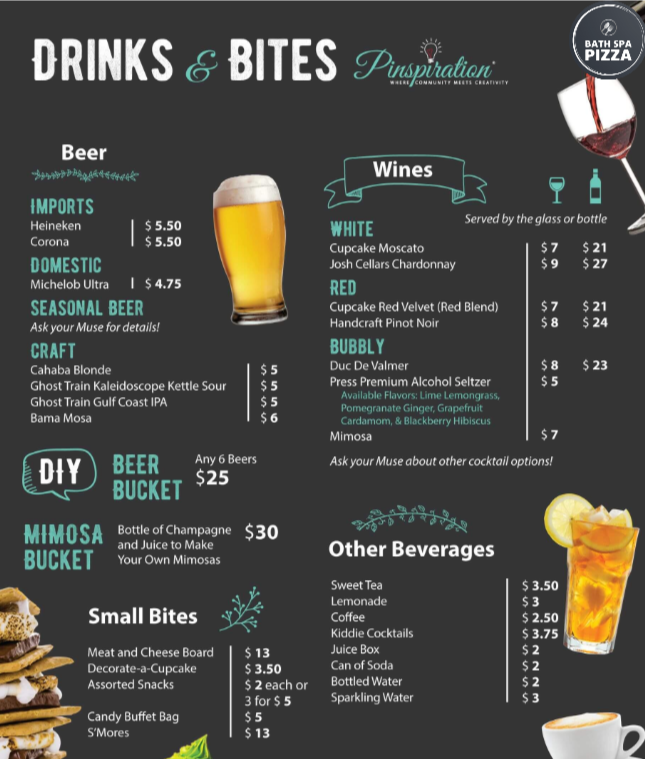 DRINKS & BITES
Pinspiration
WHERE COMMUNITY MEETS CREATIVITY
BATH SPA
PIZZA
Beer
IMPORTS
Heineken $ 5.50
Corona $ 5.50
DOMESTIC
Michelob Ultra $ 4.75
SEASONAL BEER
Ask your Muse for details!
CRAFT
Cahaba Blonde $ 5
Ghost Train Kaleidoscope Kettle Sour $ 5
Ghost Train Gulf Coast IPA $ 5
Bama Mosa $ 6
DIY
BEER
BUCKET
Any 6 Beers
$25
MIMOSA
BUCKET
Bottle of Champagne
and Juice to Make
Your Own Mimosas
$30
Small Bites
Meat and Cheese Board $ 13
Decorate-a-Cupcake $ 3.50
Assorted Snacks $ 2 each or
3 for $ 5
Candy Buffet Bag $ 5
S'Mores $ 13
Wines
Served by the glass or bottle
WHITE
Cupcake Moscato $ 7 $ 21
Josh Cellars Chardonnay $ 9 $ 27
RED
Cupcake Red Velvet (Red Blend) $ 7 $ 21
Handcraft Pinot Noir $ 8 $ 24
BUBBLY
Duc De Valmer $ 8 $ 23
Press Premium Alcohol Seltzer $ 5
Available Flavors: Lime Lemongrass,
Pomegranate Ginger, Grapefruit
Cardamom, & Blackberry Hibiscus
Mimosa $ 7
Ask your Muse about other cocktail options!
Other Beverages
Sweet Tea $ 3.50
Lemonade $ 3
Coffee $ 2.50
Kiddie Cocktails $ 3.75
Juice Box $ 2
Can of Soda $ 2
Bottled Water $ 2
Sparkling Water $ 3